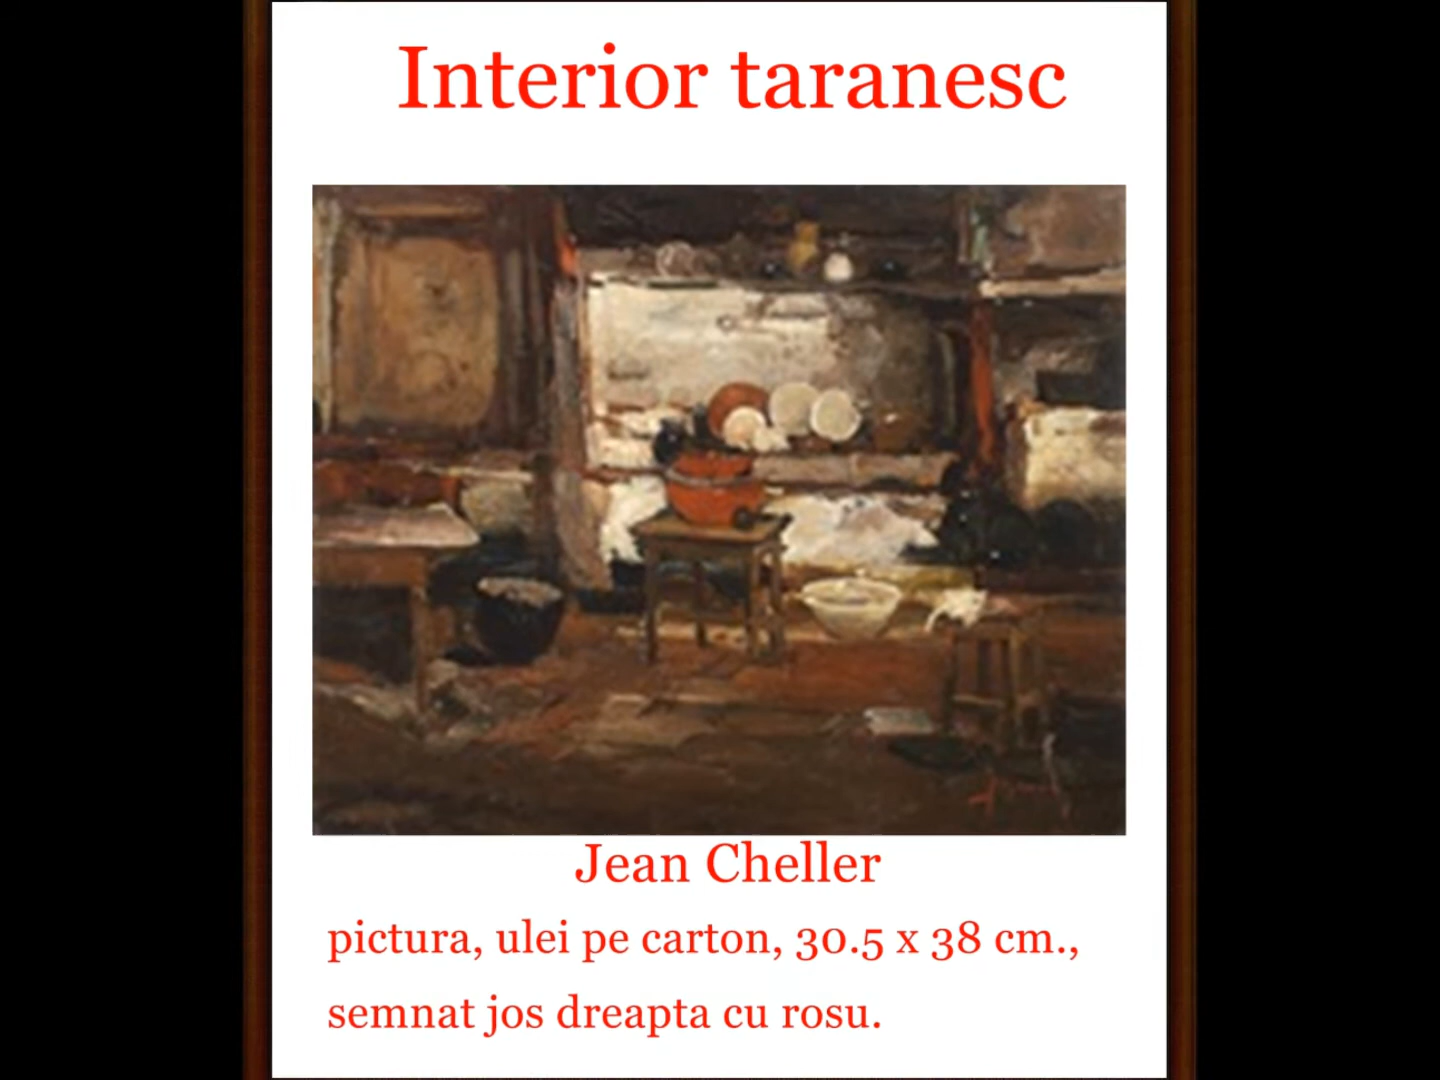 Interior taranesc
Jean Cheller
pictura, ulei pe carton, 30.5 x 38 cm.,
semnat jos dreapta cu rosu.